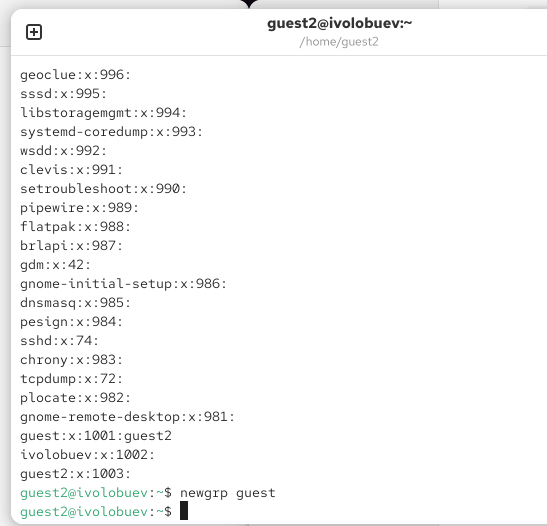 guest2@ivolobuev:~
/home/guest2
geoclue:x:996:
sssd:x:995:
libstoragemgmt:x:994:
systemd-coredump:x:993:
wsdd:x:992:
clevis:x:991:
setroubleshoot:x:990:
pipewire:x:989:
flatpak:x:988:
brlapi:x:987:
gdm:x:42:
gnome-initial-setup:x:986:
dnsmasq:x:985:
pesign:x:984:
sshd:x:74:
chrony:x:983:
tcpdump:x:72:
plocate:x:982:
gnome-remote-desktop:x:981:
guest:x:1001:guest2
ivolobuev:x:1002:
guest2:x:1003:
guest2@ivolobuev:~$ newgrp guest
guest2@ivolobuev:~$